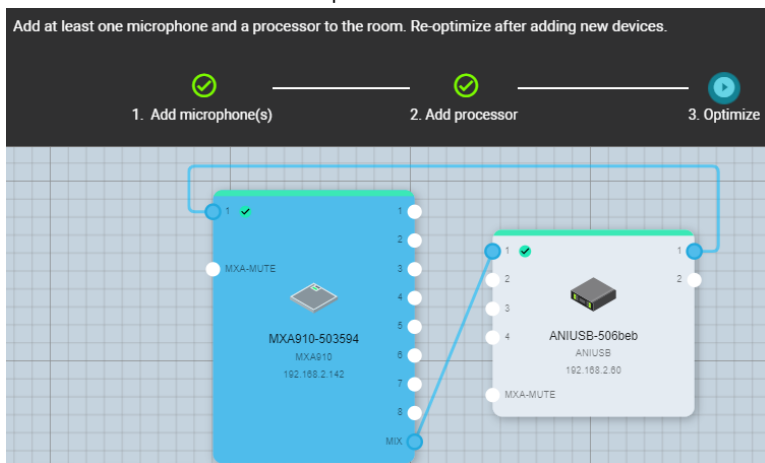 Add at least one microphone and a processor to the room. Re-optimize after adding new devices.
1. Add microphone(s)
2. Add processor
3. Optimize
1
MXA-MUTE
MXA910-503594
MXA910
192.168.2.142
1
2
3
4
5
6
7
8
MIX
1
2
3
4
MXA-MUTE
ANIUSB-506beb
ANIUSB
192.168.2.60
1
2